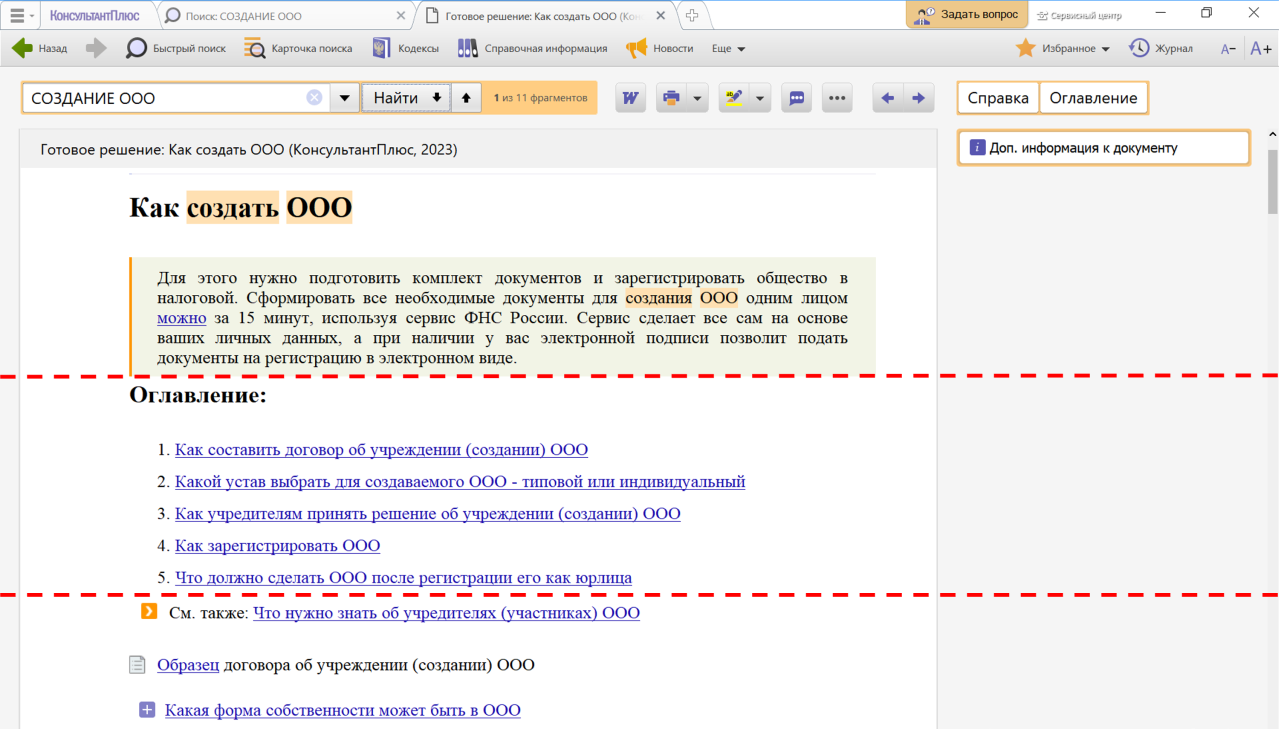 КонсультантПлюс
Поиск: СОЗДАНИЕ ООО
Готовое решение: Как создать ООО (Кон
Задать вопрос
Сервисный центр
Назад
Быстрый поиск
Карточка поиска
Кодексы
Справочная информация
Новости
Еще
Избранное
Журнал
А−
А+
СОЗДАНИЕ ООО
Найти
1 из 11 фрагментов
W
Справка
Оглавление
Готовое решение: Как создать ООО (КонсультантПлюс, 2023)
i Доп. информация к документу
Как создать ООО
Для этого нужно подготовить комплект документов и зарегистрировать общество в
налоговой. Сформировать все необходимые документы для создания ООО одним лицом
можно за 15 минут, используя сервис ФНС России. Сервис сделает все сам на основе
ваших личных данных, а при наличии у вас электронной подписи позволит подать
документы на регистрацию в электронном виде.
Оглавление:
1. Как составить договор об учреждении (создании) ООО
2. Какой устав выбрать для создаваемого ООО - типовой или индивидуальный
3. Как учредителям принять решение об учреждении (создании) ООО
4. Как зарегистрировать ООО
5. Что должно сделать ООО после регистрации его как юрлица
См. также: Что нужно знать об учредителях (участниках) ООО
Образец договора об учреждении (создании) ООО
Какая форма собственности может быть в ООО